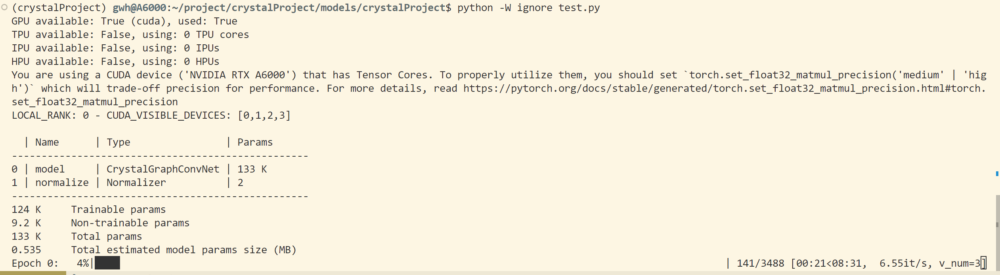 (crystalProject) gwh@A6000:~/project/crystalProject/models/crystalProject$ python -W ignore test.py
GPU available: True (cuda), used: True
TPU available: False, using: 0 TPU cores
IPU available: False, using: 0 IPUs
HPU available: False, using: 0 HPUs
You are using a CUDA device ('NVIDIA RTX A6000') that has Tensor Cores. To properly utilize them, you should set `torch.set_float32_matmul_precision('medium' | 'hig
h')` which will trade-off precision for performance. For more details, read https://pytorch.org/docs/stable/generated/torch.set_float32_matmul_precision.html#torch.
set_float32_matmul_precision
LOCAL_RANK: 0 - CUDA_VISIBLE_DEVICES: [0,1,2,3]
  | Name      | Type                | Params
--------------------------------------------------
0 | model     | CrystalGraphConvNet | 133 K
1 | normalize | Normalizer          | 2
--------------------------------------------------
124 K     Trainable params
9.2 K     Non-trainable params
133 K     Total params
0.535     Total estimated model params size (MB)
Epoch 0:   4%|████ | 141/3488 [00:21<08:31,  6.55it/s, v_num=3]